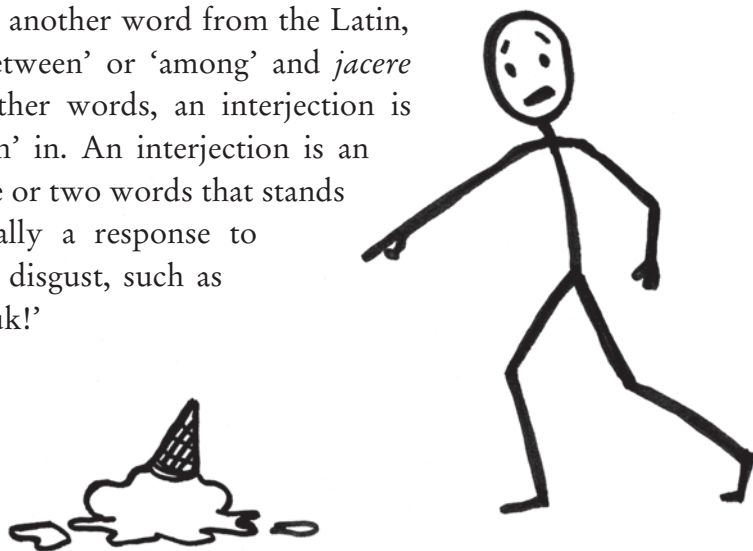 another word from the Latin,
etween’ or ‘among’ and jacere
ther words, an interjection is
n’ in. An interjection is an
e or two words that stands
ally a response to
disgust, such as
uk!’